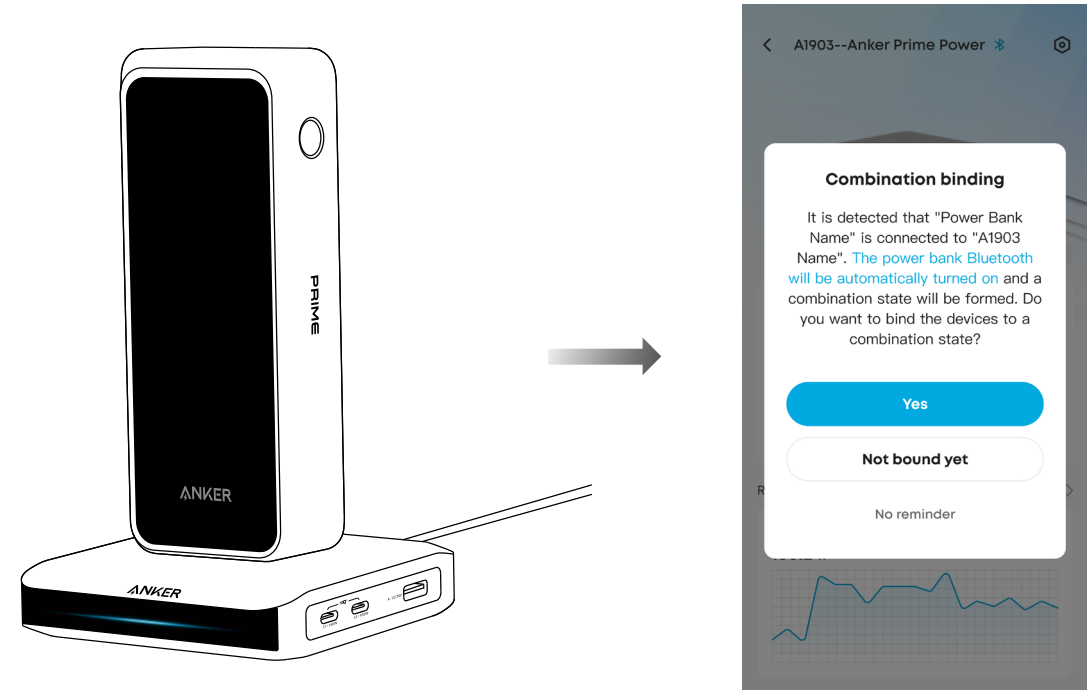 PRIME
ANKER
ANKER
A1903--Anker Prime Power
Combination binding
It is detected that "Power Bank
Name" is connected to "A1903
Name". The power bank Bluetooth
will be automatically turned on and a
combination state will be formed. Do
you want to bind the devices to a
combination state?
Yes
Not bound yet
R
No reminder